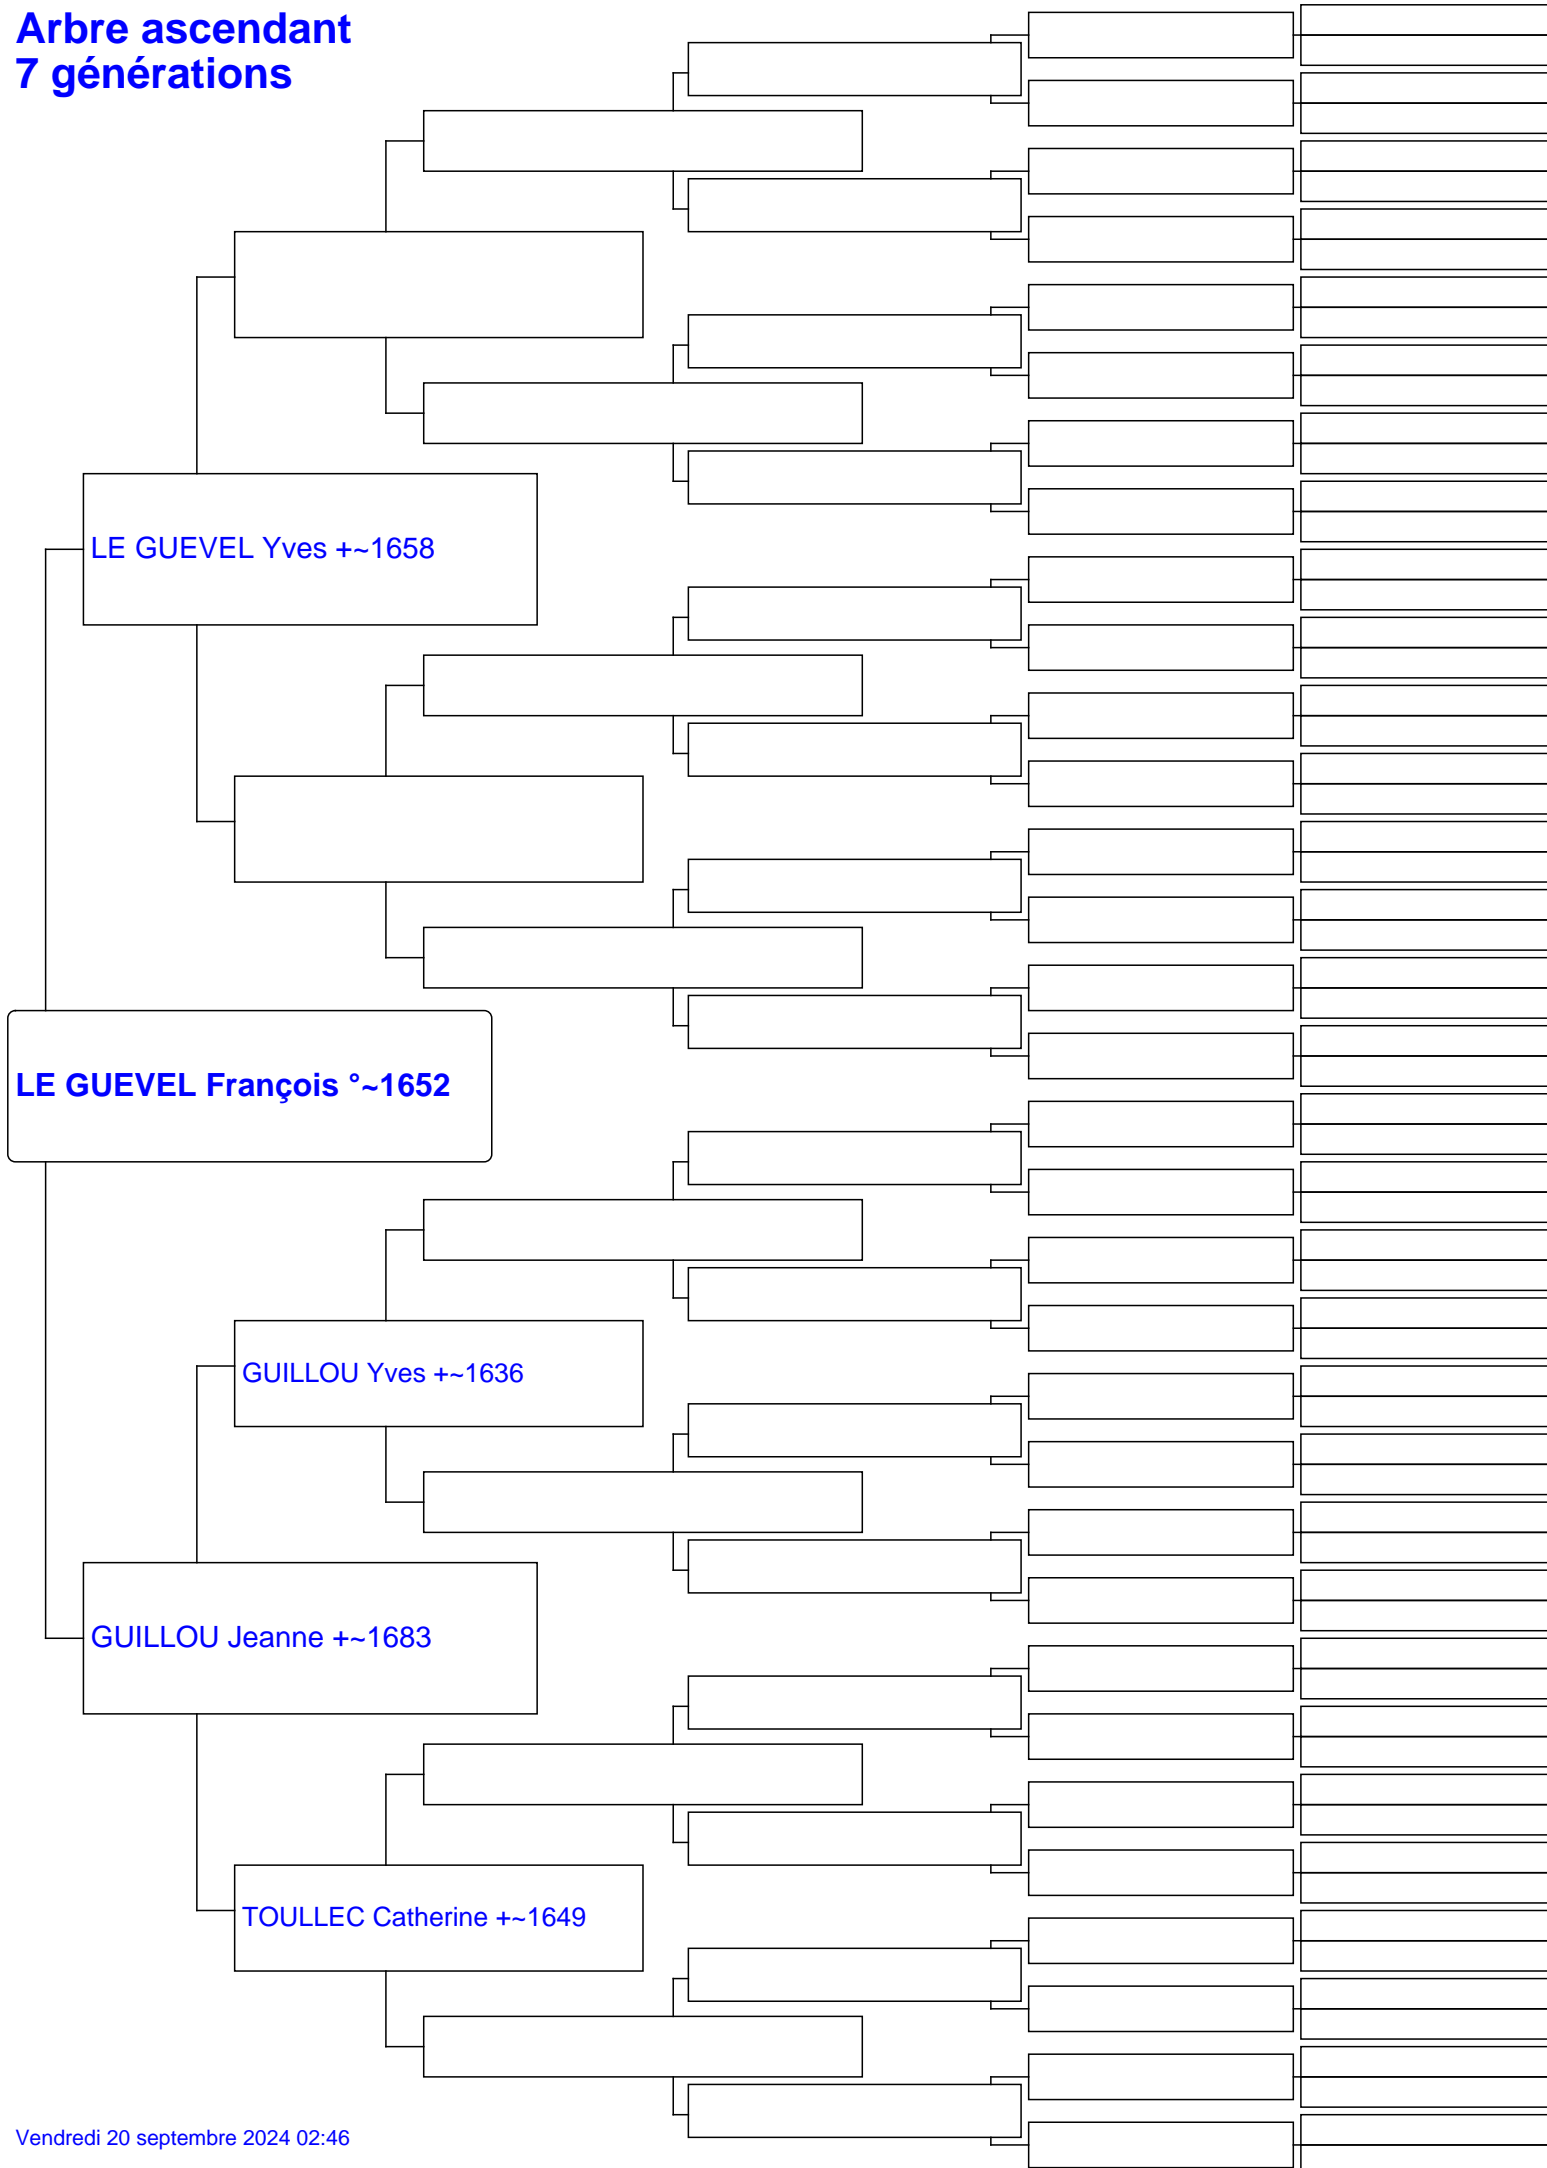 Arbre ascendant
7 générations
LE GUEVEL Yves +~1658
LE GUEVEL François °~1652
GUILLOU Yves +~1636
GUILLOU Jeanne +~1683
TOULLEC Catherine +~1649
Vendredi 20 septembre 2024 02:46